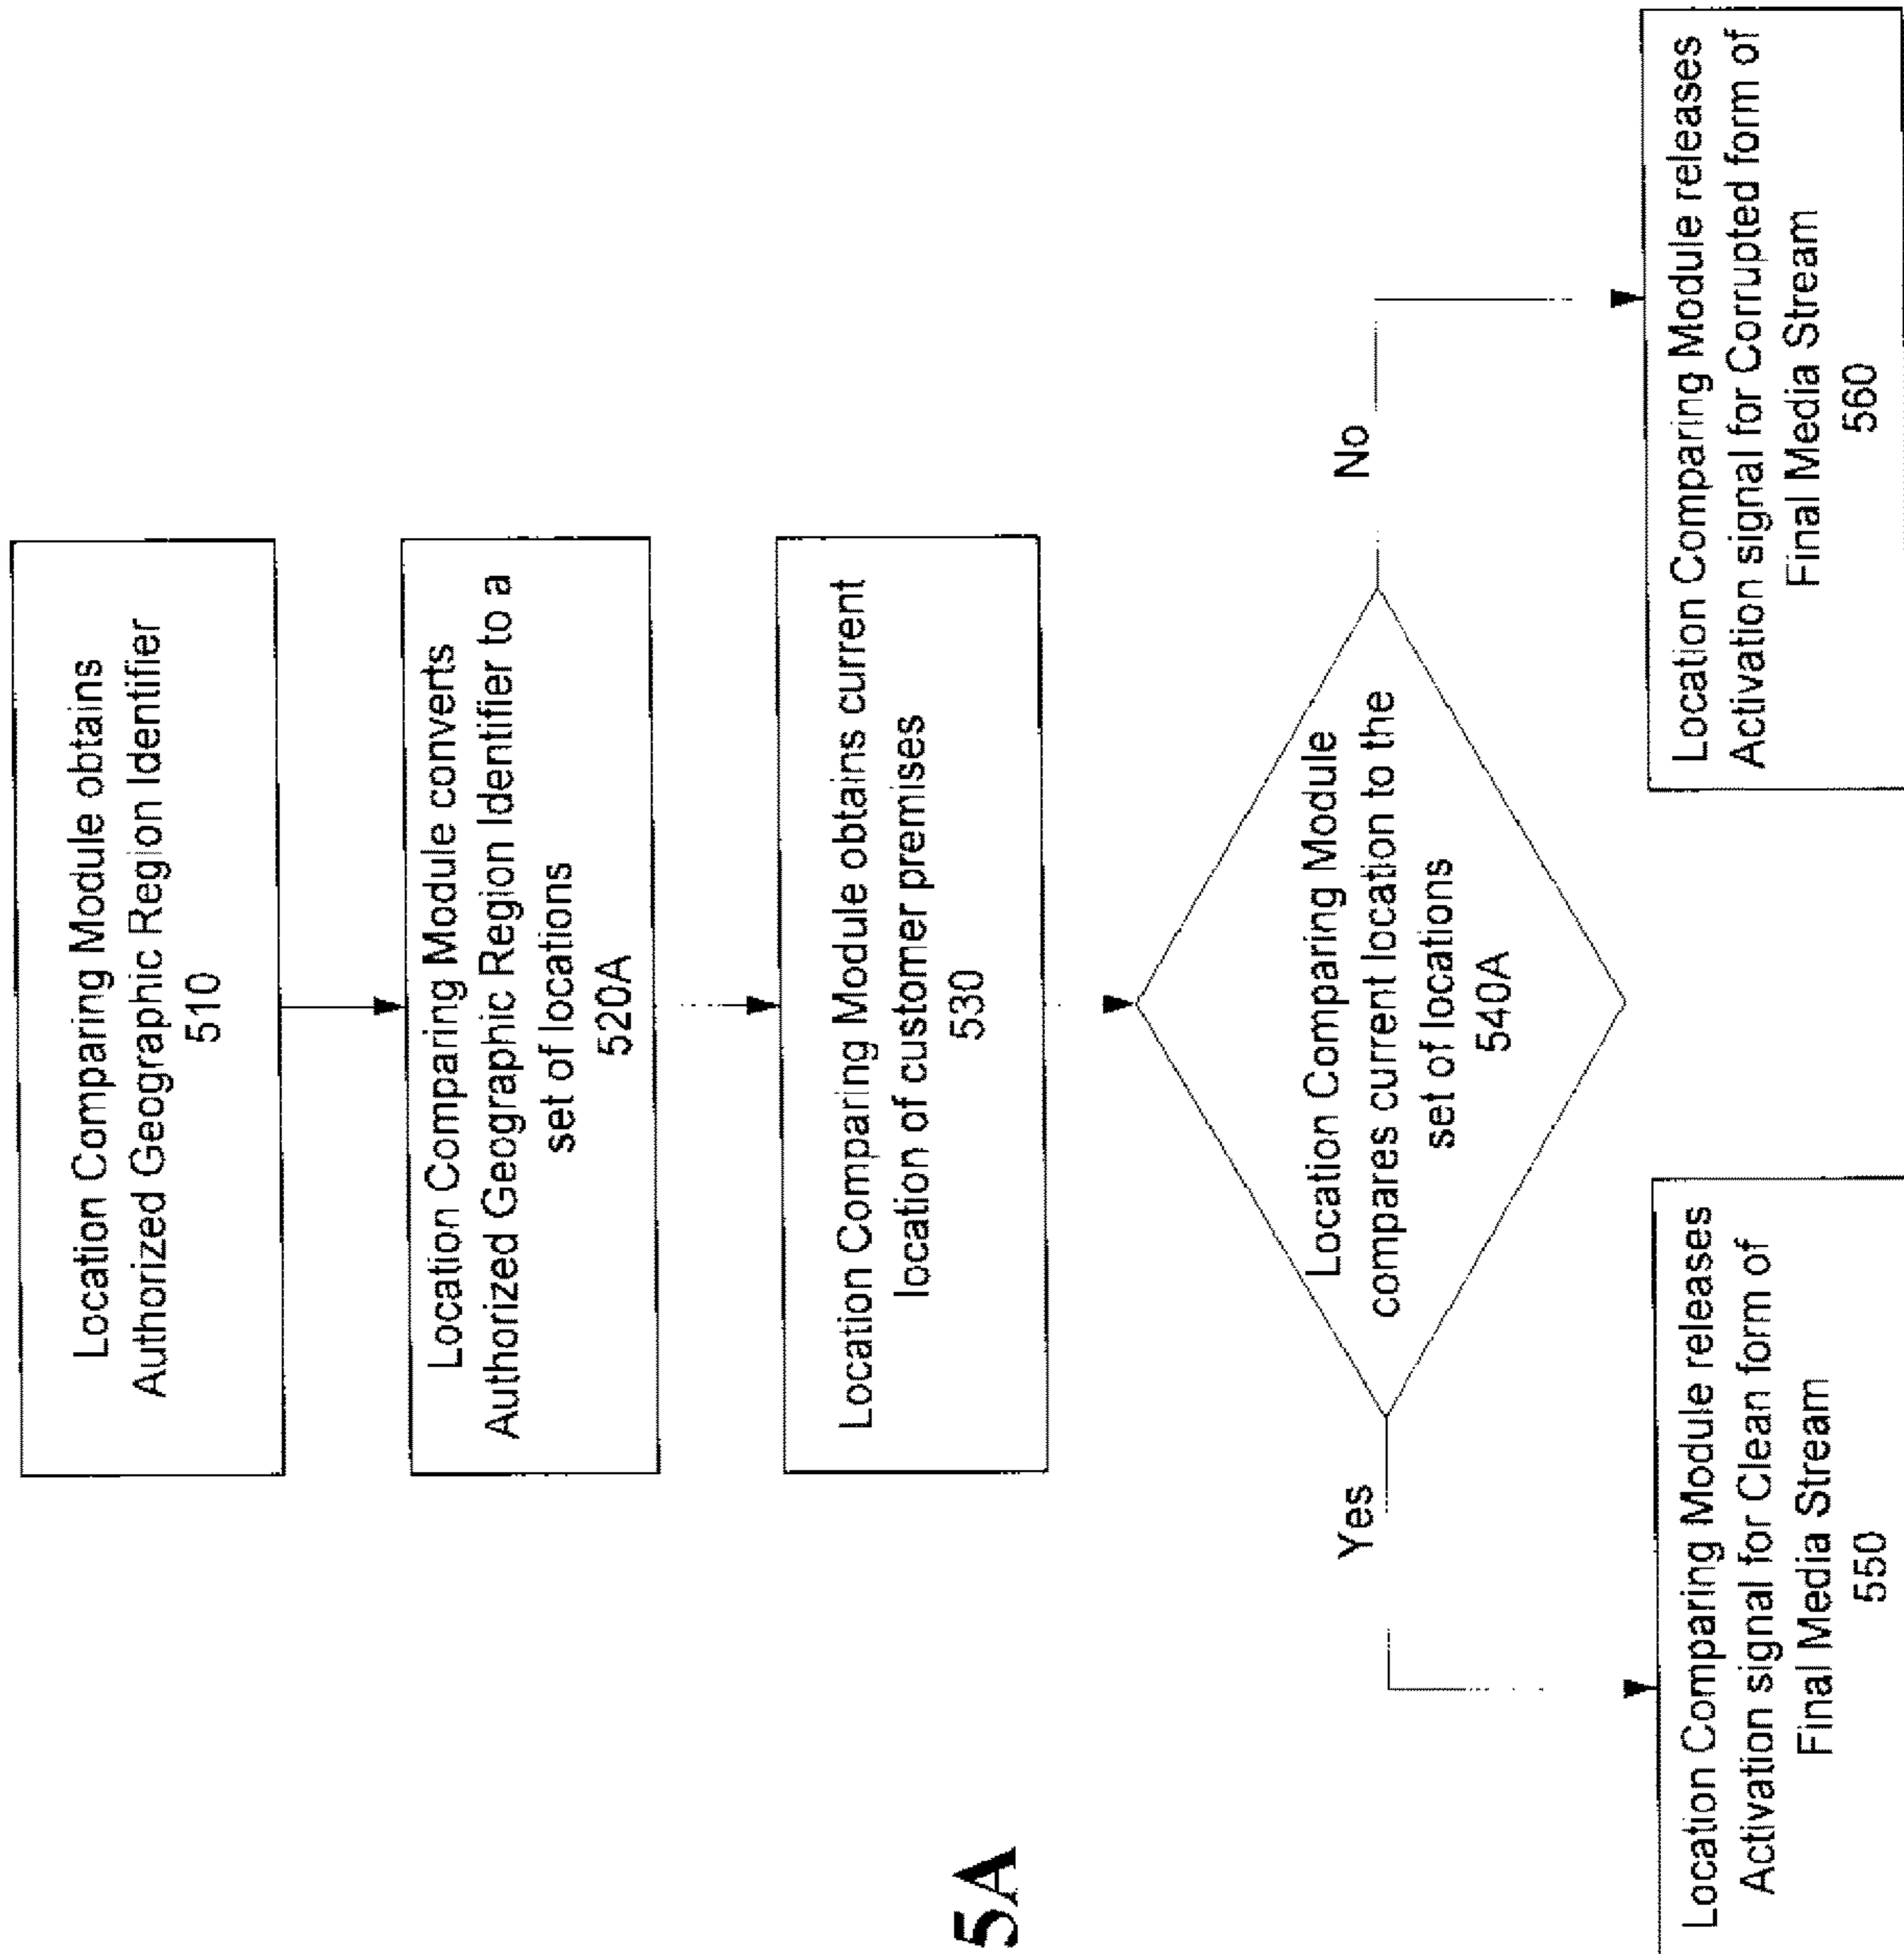 Location Comparing Module obtains
Authorized Geographic Region Identifier
510
Location Comparing Module converts
Authorized Geographic Region Identifier to a
set of locations
520A
Location Comparing Module obtains current
location of customer premises
530
Location Comparing Module
compares current location to the
set of locations
540A
Yes
No
Location Comparing Module releases
Activation signal for Clean form of
Final Media Stream
550
Location Comparing Module releases
Activation signal for Corrupted form of
Final Media Stream
560
5A